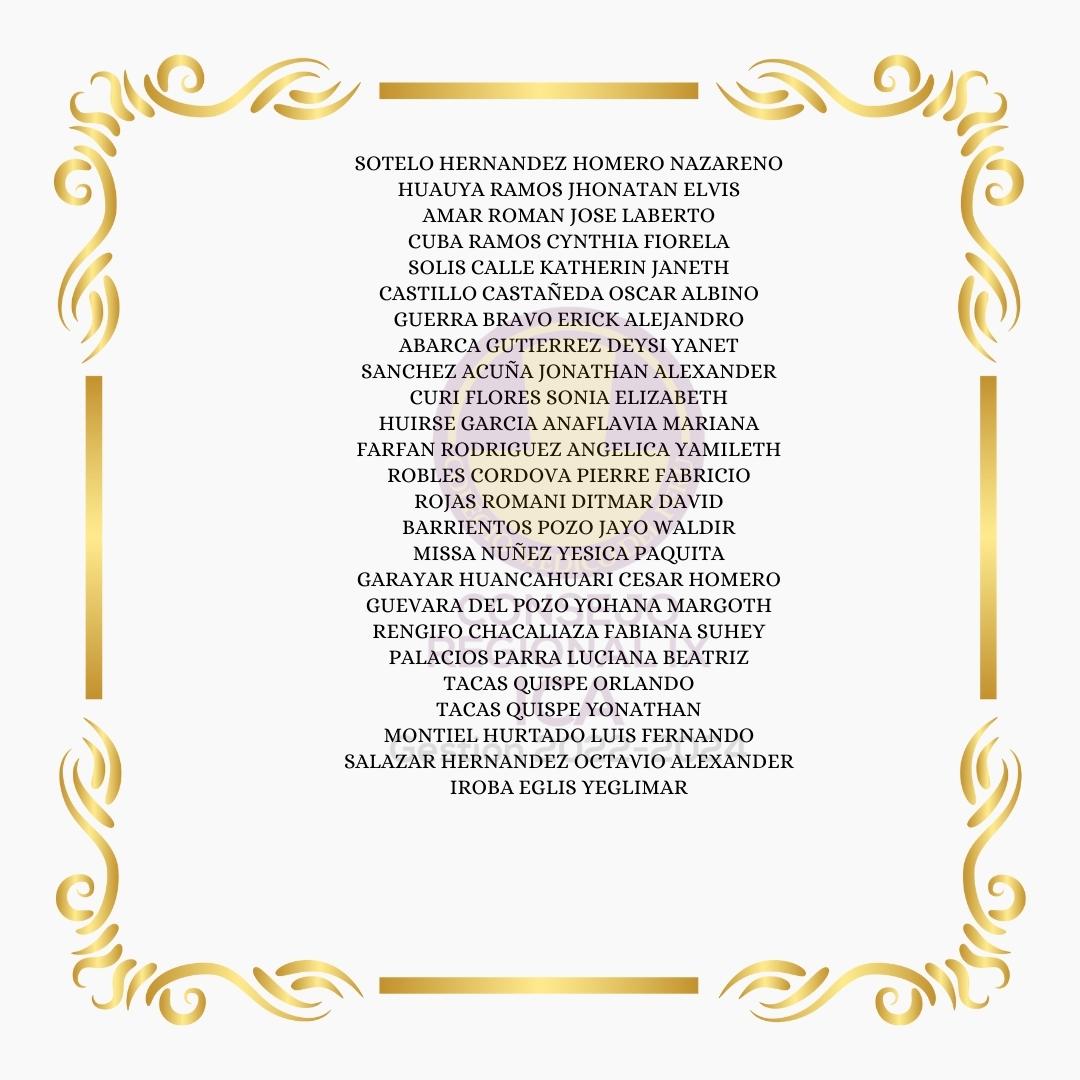 SOTELO HERNANDEZ HOMERO NAZARENO
HUAUYA RAMOS JHONATAN ELVIS
AMAR ROMAN JOSE LABERTO
CUBA RAMOS CYNTHIA FIORELA
SOLIS CALLE KATHERIN JANETH
CASTILLO CASTAÑEDA OSCAR ALBINO
GUERRA BRAVO ERICK ALEJANDRO
ABARCA GUTIERREZ DEYSI YANET
SANCHEZ ACUÑA JONATHAN ALEXANDER
CURI FLORES SONIA ELIZABETH
HUIRSE GARCIA ANAFLAVIA MARIANA
FARFAN RODRIGUEZ ANGELICA YAMILETH
ROBLES CORDOVA PIERRE FABRICIO
ROJAS ROMANI DITMAR DAVID
BARRIENTOS POZO JAYO WALDIR
MISSA NUÑEZ YESICA PAQUITA
GARAYAR HUANCAHUARI CESAR HOMERO
GUEVARA DEL POZO YOHANA MARGOTH
RENGIFO CHACALIAZA FABIANA SUHEY
PALACIOS PARRA LUCIANA BEATRIZ
TACAS QUISPE ORLANDO
TACAS QUISPE YONATHAN
MONTIEL HURTADO LUIS FERNANDO
SALAZAR HERNANDEZ OCTAVIO ALEXANDER
IROBA EGLIS YEGLIMAR
CONSEJO
REGIONAL IX
ICA
Gestión 2022-2024